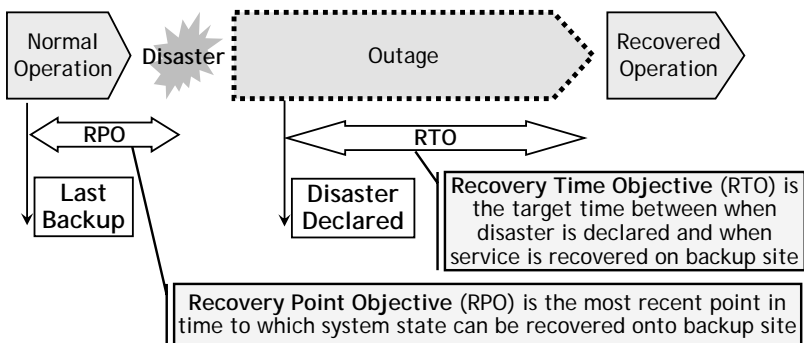 Normal
Operation
Disaster
Outage
Recovered
Operation
RPO
RTO
Last
Backup
Disaster
Declared
Recovery Time Objective (RTO) is
the target time between when
disaster is declared and when
service is recovered on backup site
Recovery Point Objective (RPO) is the most recent point in
time to which system state can be recovered onto backup site